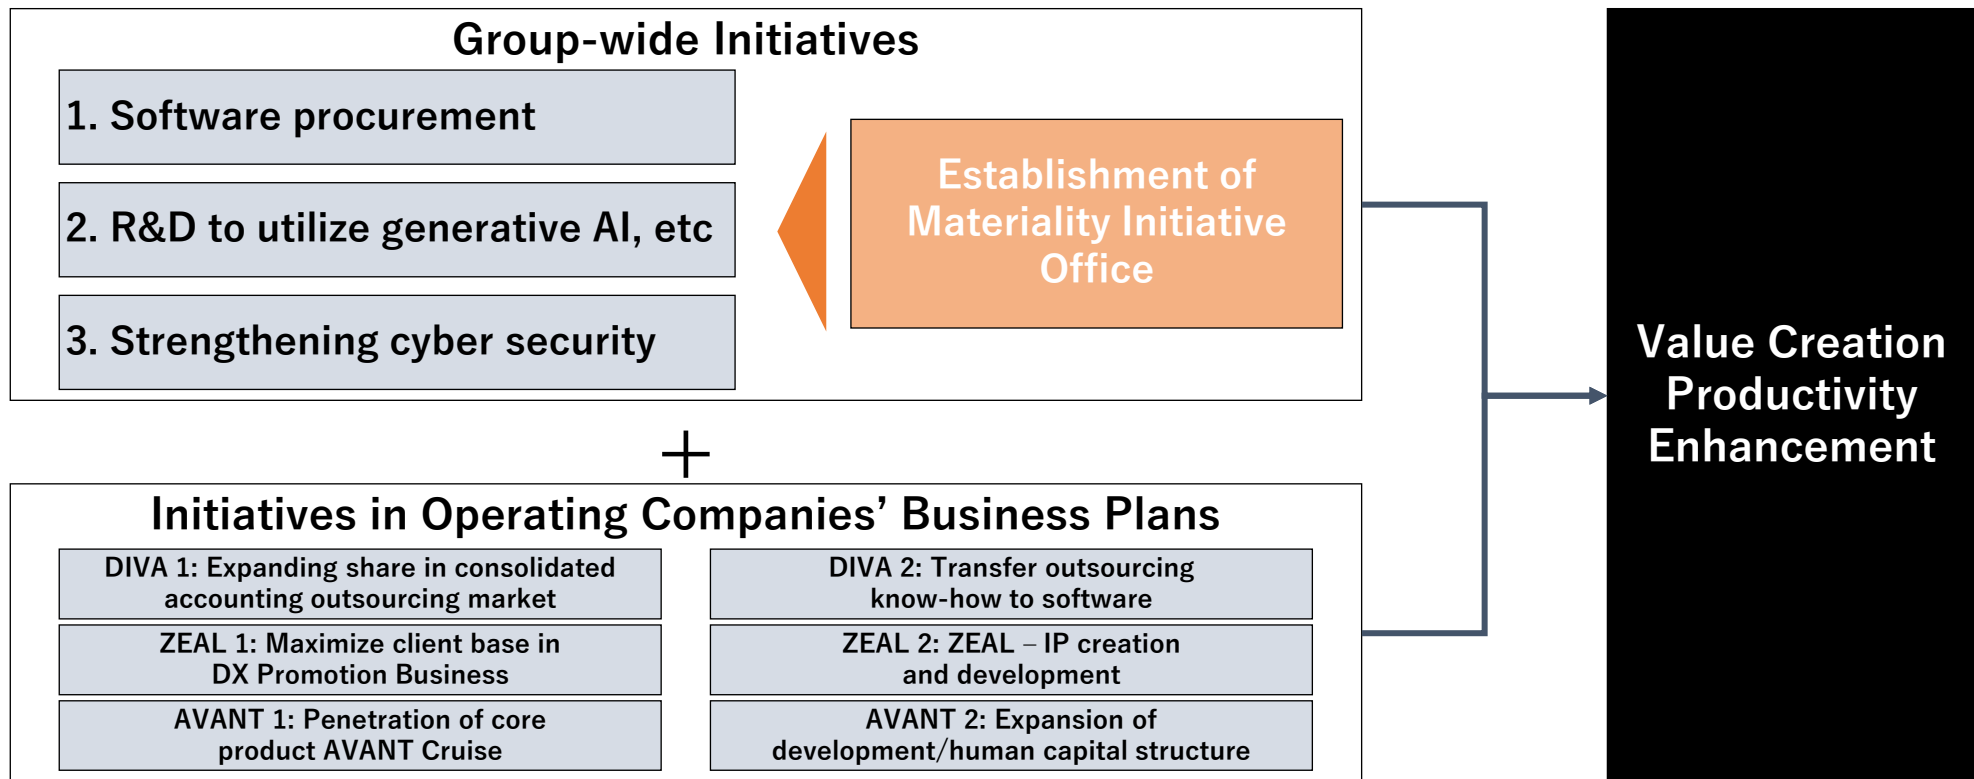 Group-wide Initiatives
1. Software procurement
2. R&D to utilize generative AI, etc
3. Strengthening cyber security
Establishment of
Materiality Initiative
Office
+
Initiatives in Operating Companies’ Business Plans
DIVA 1: Expanding share in consolidated
accounting outsourcing market
DIVA 2: Transfer outsourcing
know-how to software
ZEAL 1: Maximize client base in
DX Promotion Business
ZEAL 2: ZEAL – IP creation
and development
AVANT 1: Penetration of core
product AVANT Cruise
AVANT 2: Expansion of
development/human capital structure
Value Creation
Productivity
Enhancement